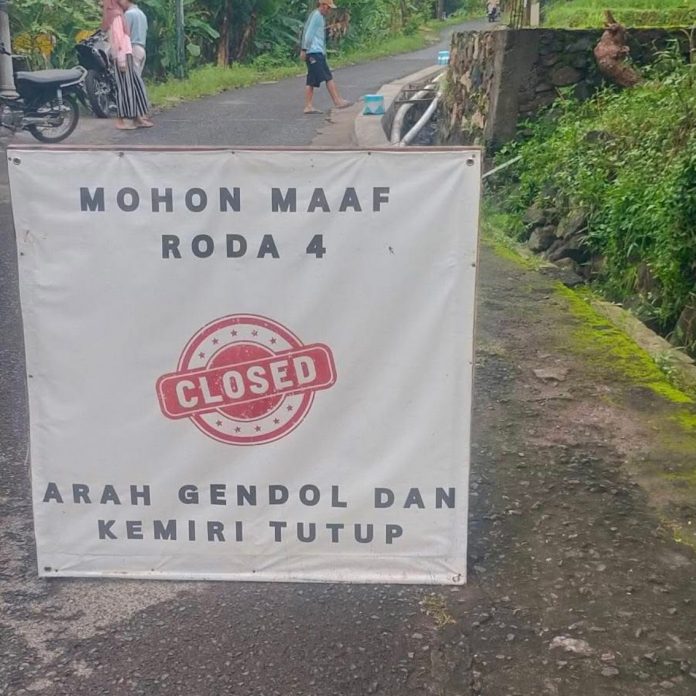 MOHON MAAF
RODA 4
CLOSED
ARAH GENDOL DAN
KEMIRI TUTUP